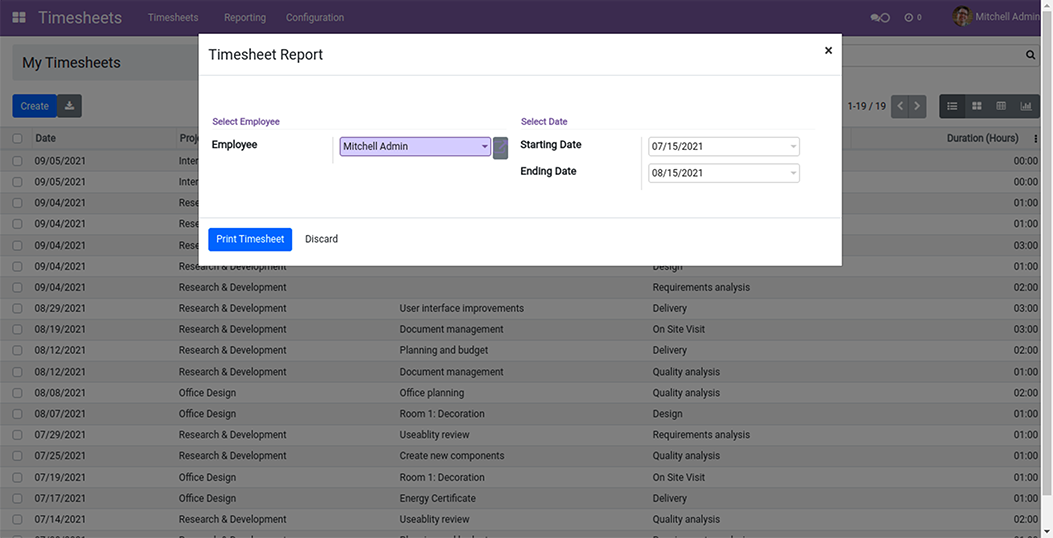 Timesheets Timesheets Reporting Configuration 0 Mitchell Admin
Timesheet Report ×
My Timesheets
Create 1-19 / 19
Select Employee Select Date
Date Duration (Hours)
Employee Mitchell Admin Starting Date 07/15/2021
09/05/2021 00:00
Ending Date 08/15/2021
09/05/2021 00:00
09/04/2021 01:00
09/04/2021 01:00
Print Timesheet Discard
09/04/2021 03:00
09/04/2021 Research & Development Design 01:00
09/04/2021 Research & Development Requirements analysis 02:00
08/29/2021 Research & Development User interface improvements Delivery 03:00
08/19/2021 Research & Development Document management On Site Visit 03:00
08/12/2021 Research & Development Planning and budget Delivery 02:00
08/12/2021 Research & Development Document management Quality analysis 01:00
08/08/2021 Office Design Office planning Quality analysis 02:00
08/07/2021 Office Design Room 1: Decoration Design 01:00
07/29/2021 Research & Development Useablity review Requirements analysis 01:00
07/25/2021 Research & Development Create new components Quality analysis 01:00
07/19/2021 Office Design Room 1: Decoration On Site Visit 01:00
07/17/2021 Office Design Energy Certificate Delivery 01:00
07/14/2021 Research & Development Useablity review Quality analysis 02:00